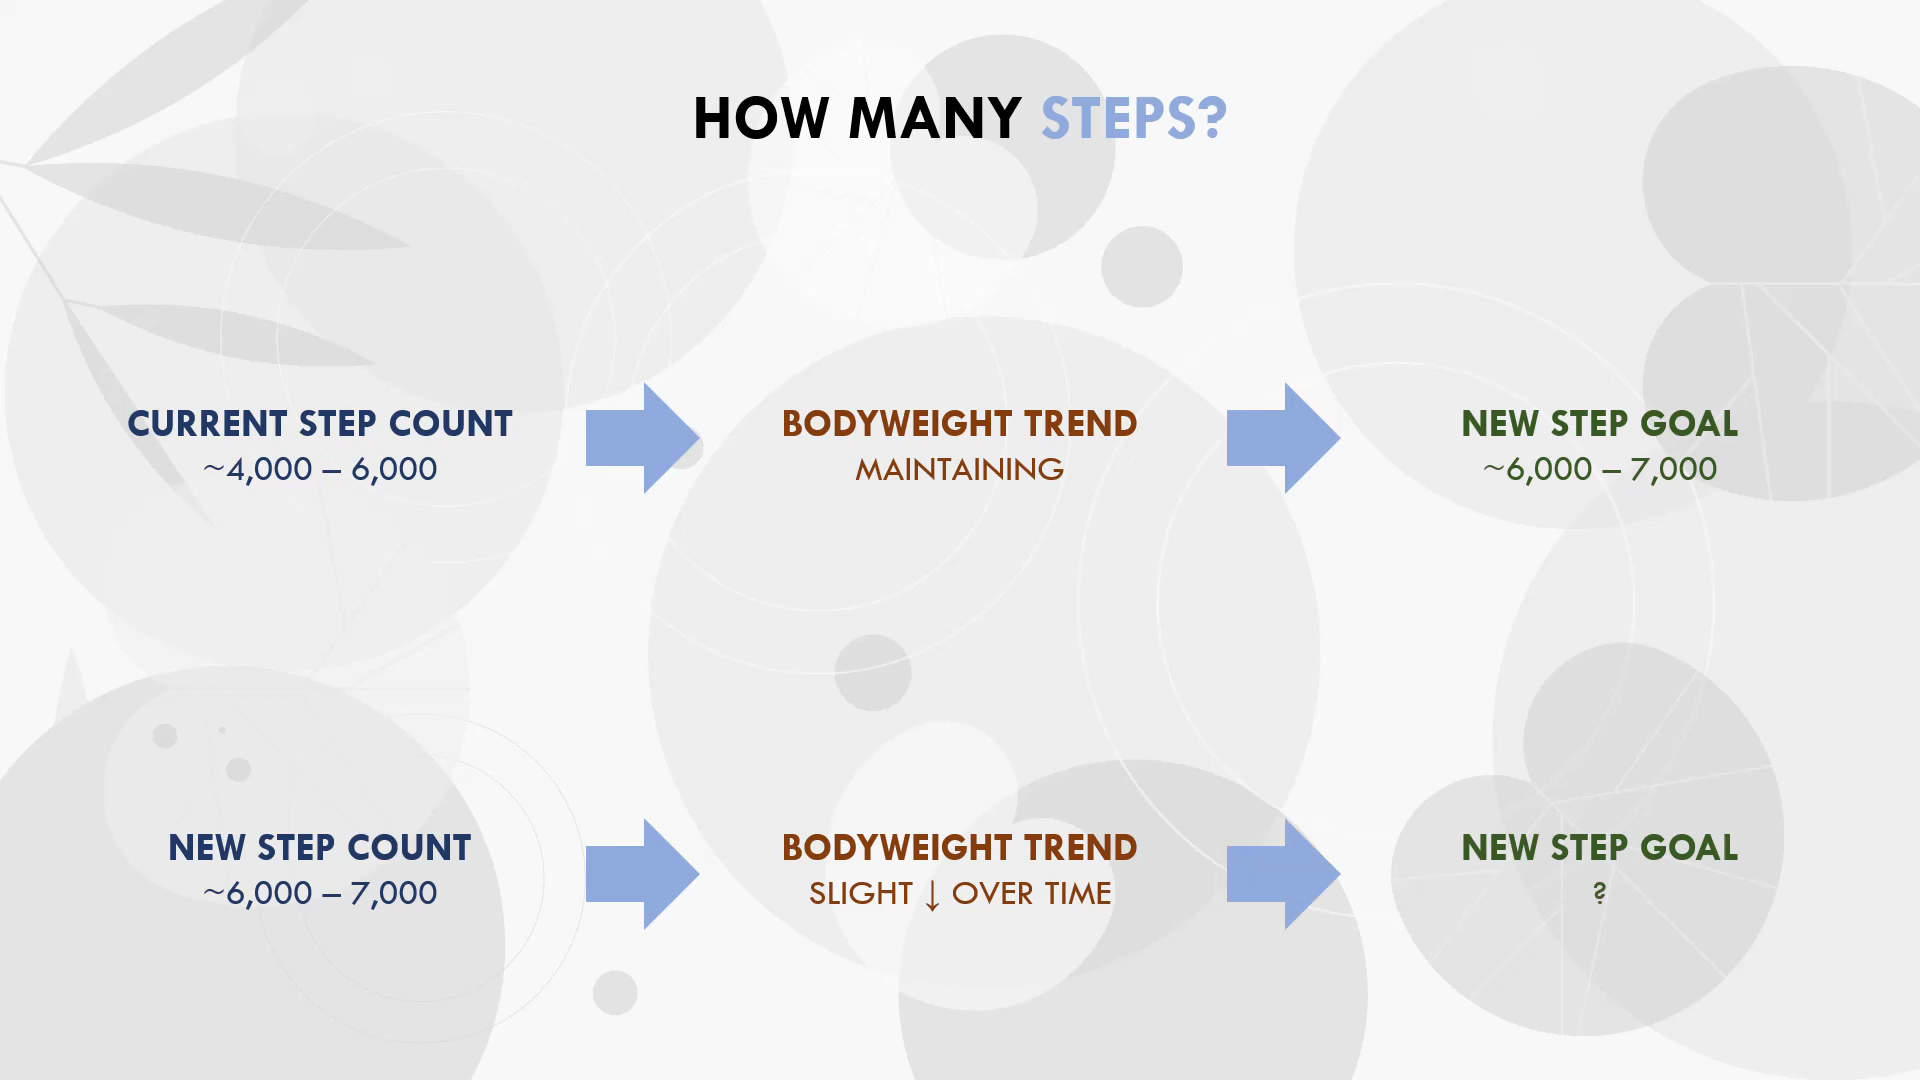 HOW MANY STEPS?
CURRENT STEP COUNT
~4,000 – 6,000
BODYWEIGHT TREND
MAINTAINING
NEW STEP GOAL
~6,000 – 7,000
NEW STEP COUNT
~6,000 – 7,000
BODYWEIGHT TREND
SLIGHT ↓ OVER TIME
NEW STEP GOAL
?